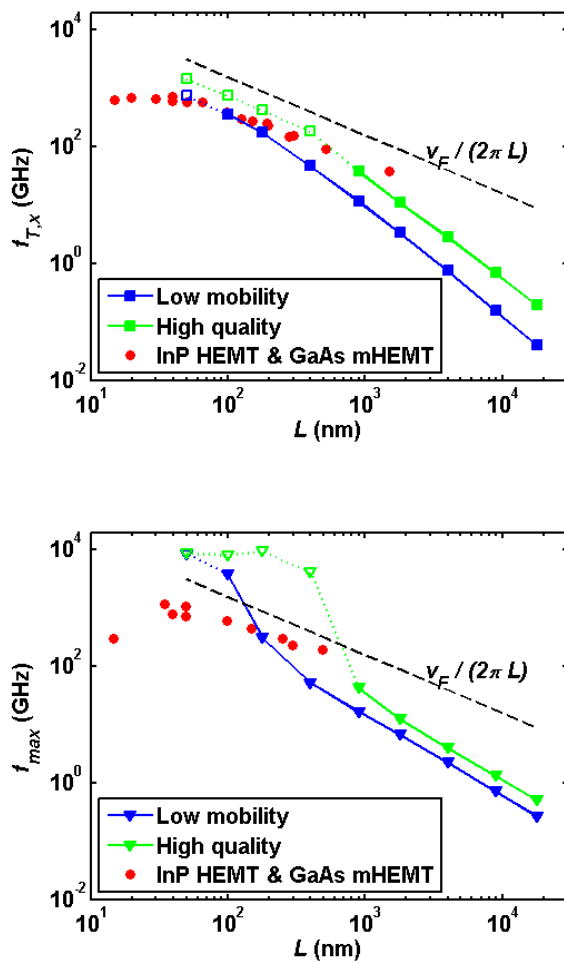 10^4
10^2
10^0
10^-2
f_T,x (GHz)
v_F / (2π L)
Low mobility
High quality
InP HEMT & GaAs mHEMT
10^1 10^2 10^3 10^4
L (nm)
10^4
10^2
10^0
10^-2
f_max (GHz)
v_F / (2π L)
Low mobility
High quality
InP HEMT & GaAs mHEMT
10^1 10^2 10^3 10^4
L (nm)